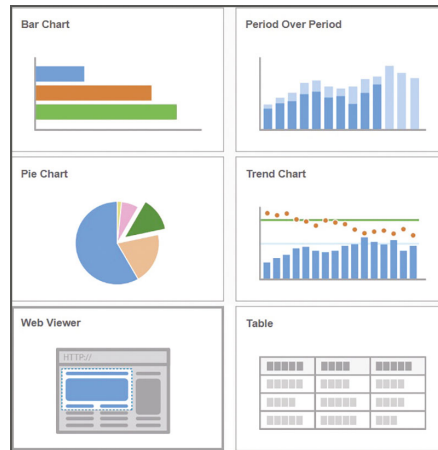 Bar Chart
Period Over Period
Pie Chart
Trend Chart
Web Viewer
HTTP://
Table